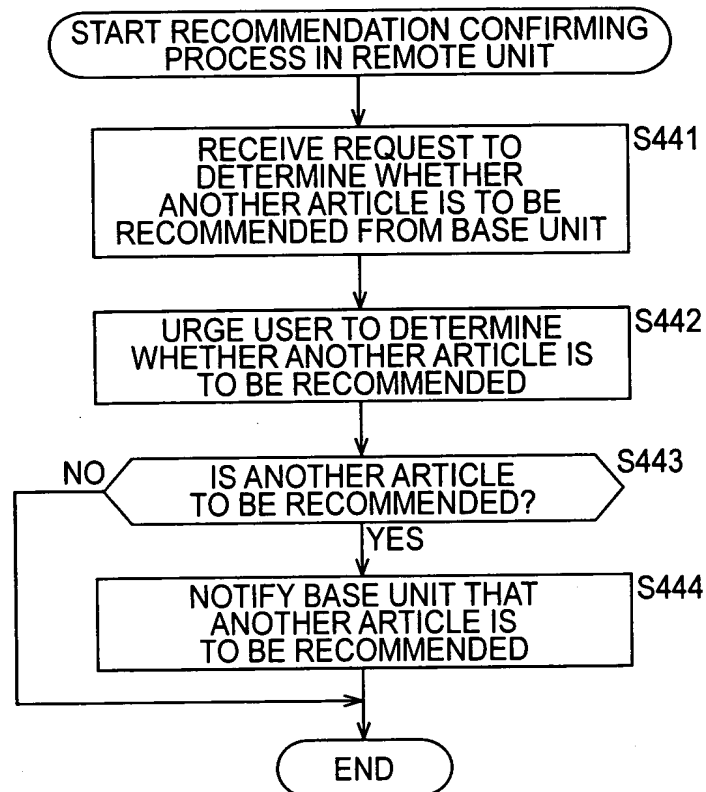 START RECOMMENDATION CONFIRMING
PROCESS IN REMOTE UNIT
S441
RECEIVE REQUEST TO
DETERMINE WHETHER
ANOTHER ARTICLE IS TO BE
RECOMMENDED FROM BASE UNIT
S442
URGE USER TO DETERMINE
WHETHER ANOTHER ARTICLE IS
TO BE RECOMMENDED
S443
NO
IS ANOTHER ARTICLE
TO BE RECOMMENDED?
YES
S444
NOTIFY BASE UNIT THAT
ANOTHER ARTICLE IS
TO BE RECOMMENDED
END